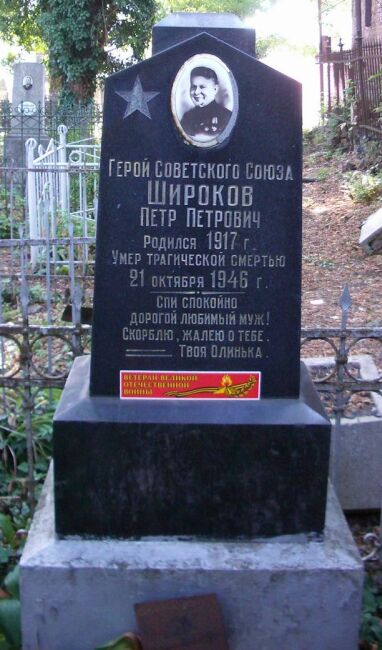 Герой Советского Союза
Широков
Петр Петрович
Родился 1917 г.
Умер трагической смертью
21 октября 1946 г.
Спи спокойно
дорогой любимый муж!
Скорблю, жалею о тебе.
Твоя Олинька.
ВЕТЕРАН ВЕЛИКОЙ
ОТЕЧЕСТВЕННОЙ
ВОЙНЫ